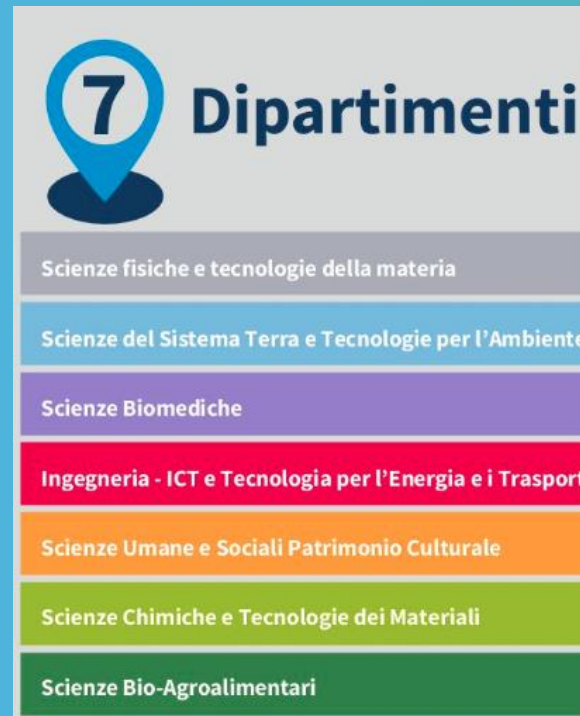 7 Dipartimenti
Scienze fisiche e tecnologie della materia
Scienze del Sistema Terra e Tecnologie per l’Ambiente
Scienze Biomediche
Ingegneria - ICT e Tecnologia per l’Energia e i Trasport
Scienze Umane e Sociali Patrimonio Culturale
Scienze Chimiche e Tecnologie dei Materiali
Scienze Bio-Agroalimentari